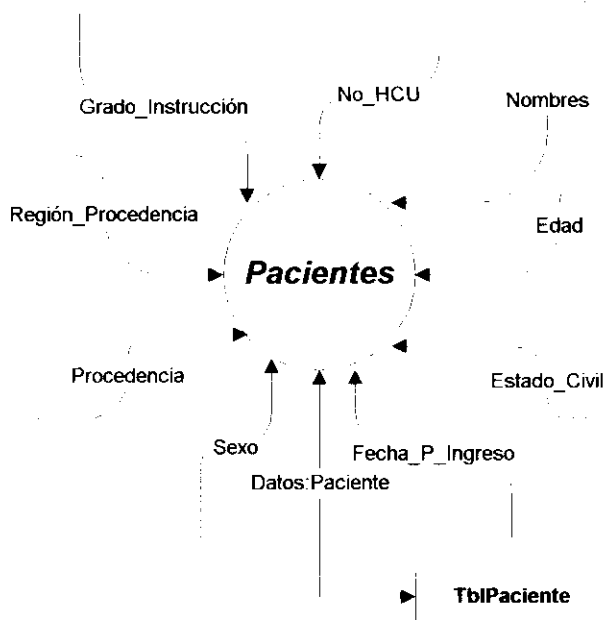 No_HCU
Nombres
Grado_Instrucción
Región_Procedencia
Edad
Pacientes
Procedencia
Estado_Civil
Sexo
Fecha_P_Ingreso
Datos:Paciente
TblPaciente